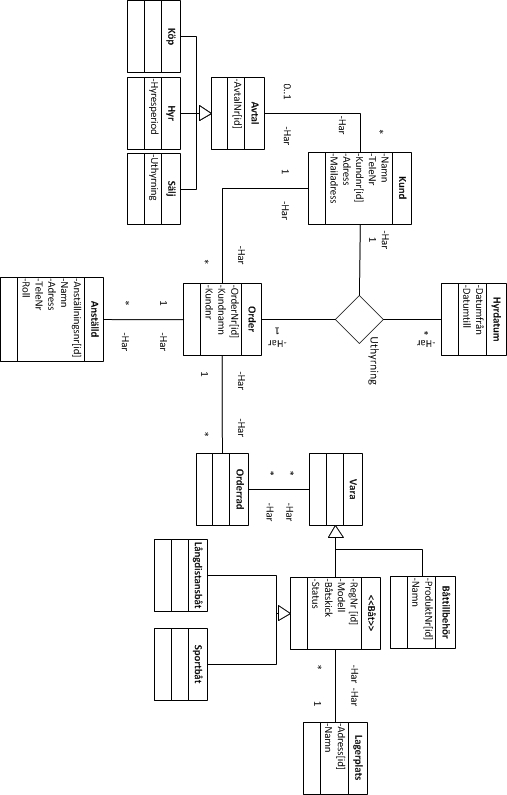 Hyrdatum
-Datumfrån
-Datumtill
-Har
*
Uthyrning
Båttillbehör
-ProduktNr[id]
-Namn
Kund
-Namn
-TeleNr
-Kundnr[id]
-Adress
-Mailadress
-Har
1
*
-Har
0..1
-Har
1
-Har
-Har
*
-Har
1
Vara
*
-Har
*
-Har
<<Båt>>
-RegNr [id]
-Modell
-Båtskick
-Status
-Har
*
-Har
1
Lagerplats
-Adress[id]
-Namn
Avtal
-AvtalNr[id]
Order
-OrderNr[id]
-Kundnamn
-Kundnr
-Har
1
-Har
*
Orderrad
Långdistansbåt
Sportbåt
Köp
Hyr
-Hyresperiod
Sälj
-Uthyrning
1
-Har
*
-Har
Anställd
-Anställningsnr[id]
-Namn
-Adress
-TeleNr
-Roll